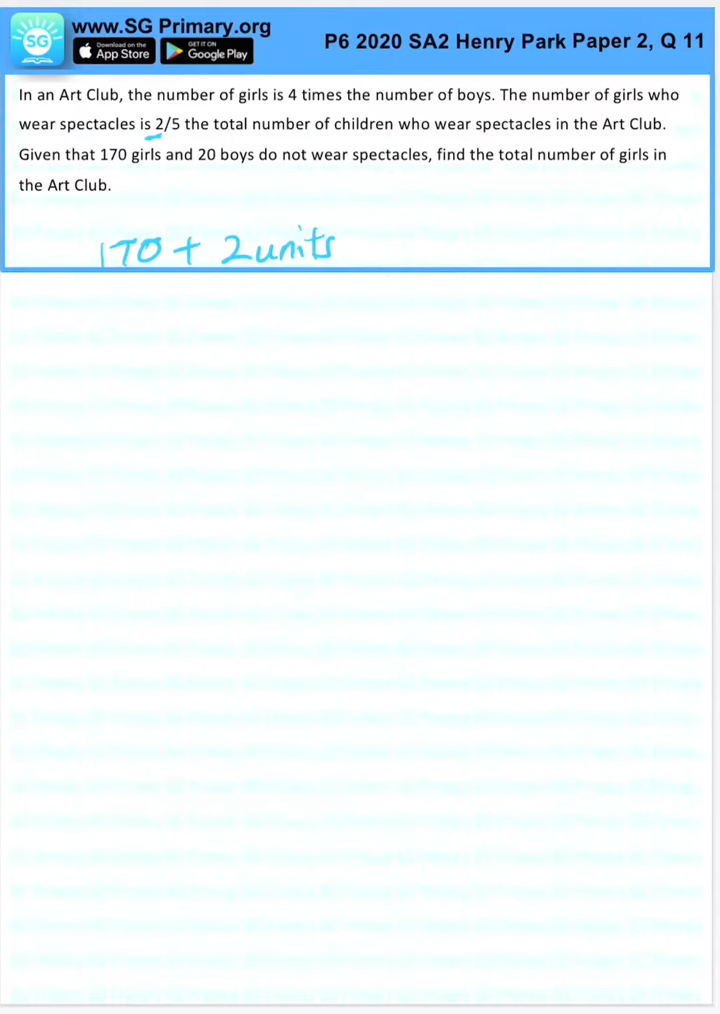 www.SG Primary.org
SG
Download on the
App Store
GET IT ON
Google Play
P6 2020 SA2 Henry Park Paper 2, Q 11
In an Art Club, the number of girls is 4 times the number of boys. The number of girls who
wear spectacles is 2/5 the total number of children who wear spectacles in the Art Club.
Given that 170 girls and 20 boys do not wear spectacles, find the total number of girls in
the Art Club.
170 + 2 units